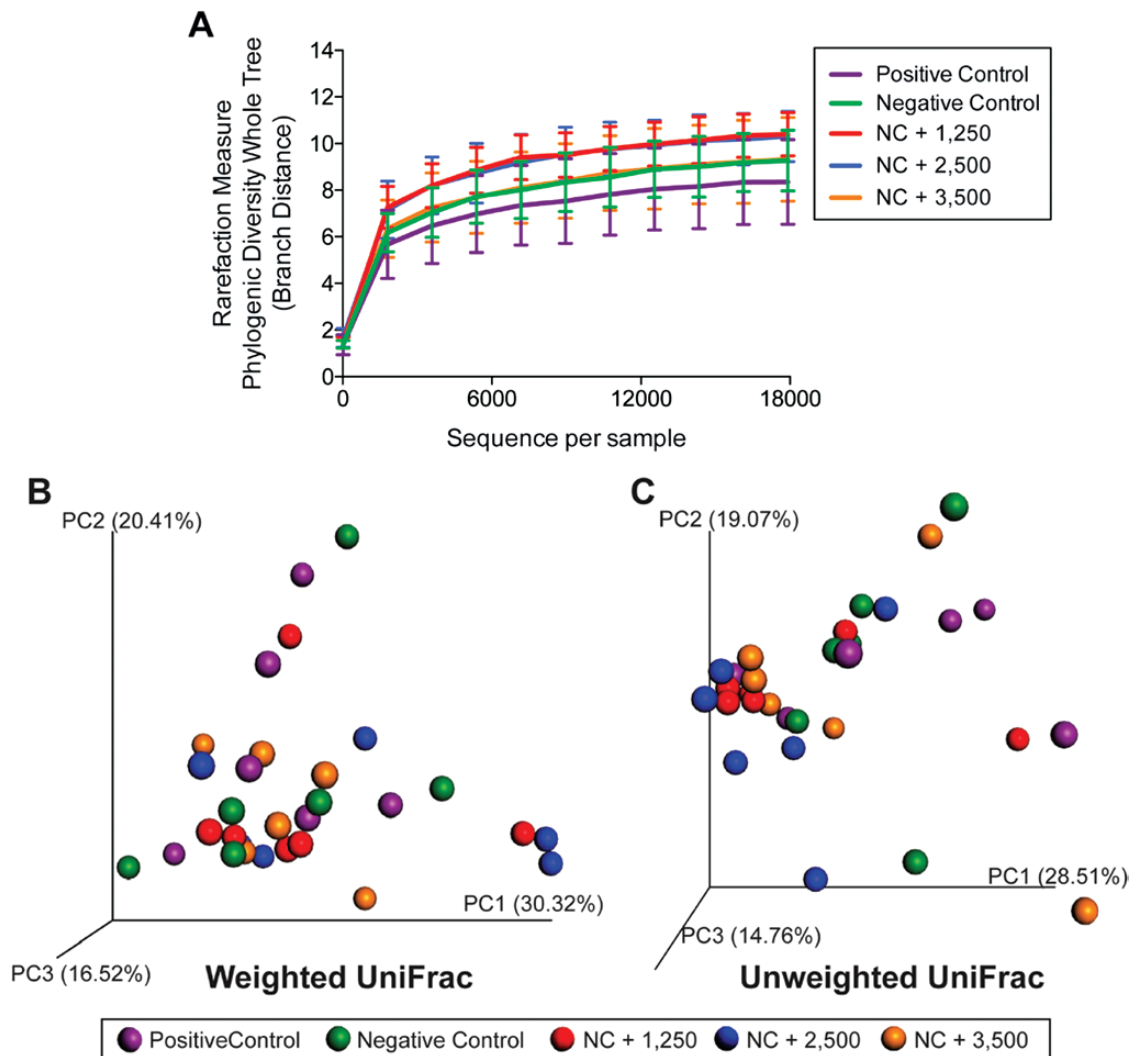 A
14
12
10
8
6
4
2
0
Rarefaction Measure
Phylogenic Diversity Whole Tree
(Branch Distance)
0 6000 12000 18000
Sequence per sample
Positive Control
Negative Control
NC + 1,250
NC + 2,500
NC + 3,500
B
PC2 (20.41%)
PC1 (30.32%)
PC3 (16.52%)
Weighted UniFrac
C
PC2 (19.07%)
PC1 (28.51%)
PC3 (14.76%)
Unweighted UniFrac
PositiveControl Negative Control NC + 1,250 NC + 2,500 NC + 3,500